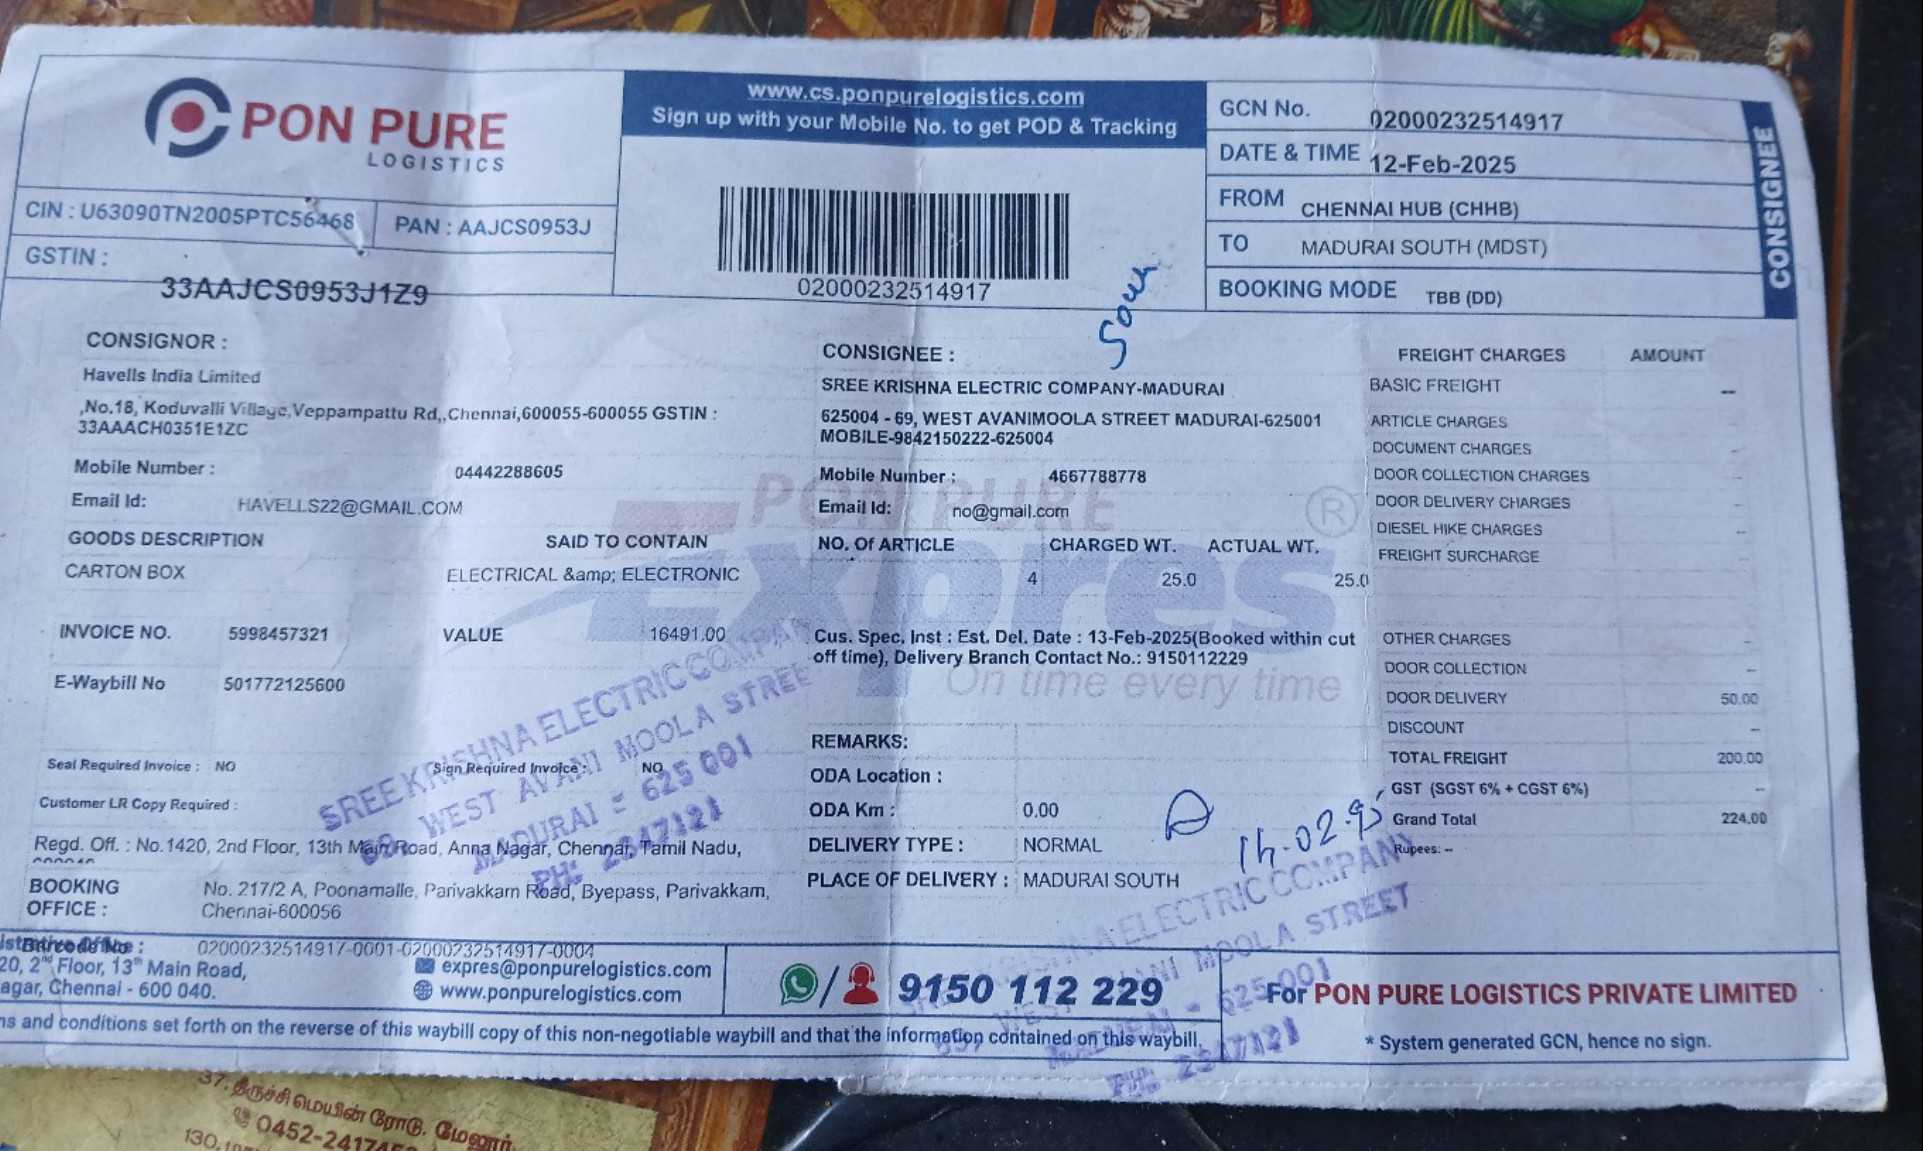 PON PURE
LOGISTICS
www.cs.ponpurelogistics.com
Sign up with your Mobile No. to get POD & Tracking
GCN No. 02000232514917
DATE & TIME 12-Feb-2025
FROM CHENNAI HUB (CHHB)
TO MADURAI SOUTH (MDST)
BOOKING MODE TBB (DD)
CONSIGNEE
CIN : U63090TN2005PTC56468 PAN : AAJCS0953J
GSTIN :
33AAJCS0953J1Z9
02000232514917
CONSIGNOR :
Havells India Limited
,No.18, Koduvalli Village,Veppampattu Rd,,Chennai,600055-600055 GSTIN :
33AAACH0351E1ZC
Mobile Number : 04442288605
Email Id: HAVELLS22@GMAIL.COM
GOODS DESCRIPTION SAID TO CONTAIN
CARTON BOX ELECTRICAL &amp; ELECTRONIC
INVOICE NO. 5998457321 VALUE 16491.00
E-Waybill No 501772125600
Seal Required Invoice : NO Sign Required Invoice : NO
Customer LR Copy Required :
Regd. Off. : No.1420, 2nd Floor, 13th Main Road, Anna Nagar, Chennai, Tamil Nadu,
BOOKING OFFICE : No. 217/2 A, Poonamalle, Parivakkam Road, Byepass, Parivakkam,
Chennai-600056
CONSIGNEE :
SREE KRISHNA ELECTRIC COMPANY-MADURAI
625004 - 69, WEST AVANIMOOLA STREET MADURAI-625001
MOBILE-9842150222-625004
Mobile Number : 4667788778
Email Id: no@gmail.com
NO. Of ARTICLE CHARGED WT. ACTUAL WT.
4 25.0 25.0
Cus. Spec. Inst : Est. Del. Date : 13-Feb-2025(Booked within cut
off time), Delivery Branch Contact No.: 9150112229
PON PURE
Expres ®
On time every time
REMARKS:
ODA Location :
ODA Km : 0.00
DELIVERY TYPE : NORMAL
PLACE OF DELIVERY : MADURAI SOUTH
FREIGHT CHARGES AMOUNT
BASIC FREIGHT --
ARTICLE CHARGES
DOCUMENT CHARGES
DOOR COLLECTION CHARGES
DOOR DELIVERY CHARGES
DIESEL HIKE CHARGES
FREIGHT SURCHARGE
OTHER CHARGES
DOOR COLLECTION --
DOOR DELIVERY 50.00
DISCOUNT --
TOTAL FREIGHT 200.00
GST (SGST 6% + CGST 6%) --
Grand Total 224.00
Rupees: --
SREE KRISHNA ELECTRIC COMPANY
69, WEST AVANI MOOLA STREE
MADURAI = 625 001
PH: 2347121
ELECTRIC COMPANY
MOOLA STREET
625 001
PH: 2347121
Barcode No : 02000232514917-0001-02000232514917-0004
20, 2nd Floor, 13th Main Road,
agar, Chennai - 600 040.
expres@ponpurelogistics.com
www.ponpurelogistics.com
/ 9150 112 229
For PON PURE LOGISTICS PRIVATE LIMITED
ns and conditions set forth on the reverse of this waybill copy of this non-negotiable waybill and that the information contained on this waybill.
* System generated GCN, hence no sign.
37, திருச்சி மெயின் ரோடு, மேலூர்